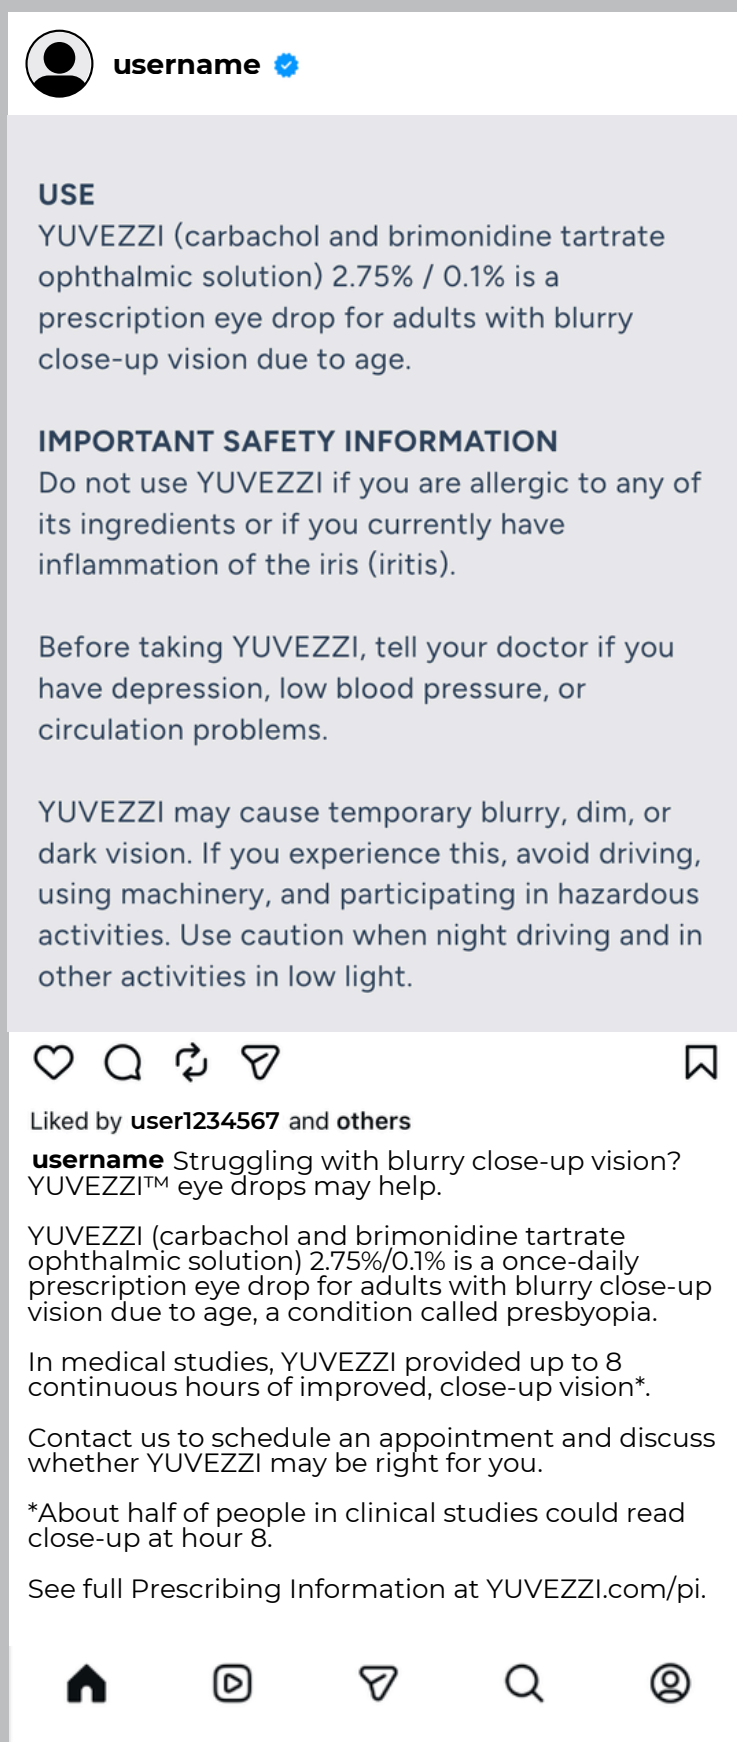 username
USE
YUVEZZI (carbachol and brimonidine tartrate
ophthalmic solution) 2.75% / 0.1% is a
prescription eye drop for adults with blurry
close-up vision due to age.
IMPORTANT SAFETY INFORMATION
Do not use YUVEZZI if you are allergic to any of
its ingredients or if you currently have
inflammation of the iris (iritis).
Before taking YUVEZZI, tell your doctor if you
have depression, low blood pressure, or
circulation problems.
YUVEZZI may cause temporary blurry, dim, or
dark vision. If you experience this, avoid driving,
using machinery, and participating in hazardous
activities. Use caution when night driving and in
other activities in low light.
Liked by user1234567 and others
username Struggling with blurry close-up vision?
YUVEZZI™ eye drops may help.
YUVEZZI (carbachol and brimonidine tartrate
ophthalmic solution) 2.75%/0.1% is a once-daily
prescription eye drop for adults with blurry close-up
vision due to age, a condition called presbyopia.
In medical studies, YUVEZZI provided up to 8
continuous hours of improved, close-up vision*.
Contact us to schedule an appointment and discuss
whether YUVEZZI may be right for you.
*About half of people in clinical studies could read
close-up at hour 8.
See full Prescribing Information at YUVEZZI.com/pi.